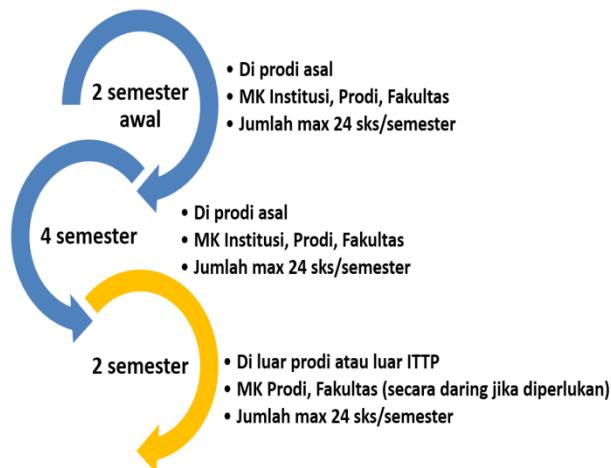 2 semester
awal
• Di prodi asal
• MK Institusi, Prodi, Fakultas
• Jumlah max 24 sks/semester
4 semester
• Di prodi asal
• MK Institusi, Prodi, Fakultas
• Jumlah max 24 sks/semester
2 semester
• Di luar prodi atau luar ITTP
• MK Prodi, Fakultas (secara daring jika diperlukan)
• Jumlah max 24 sks/semester